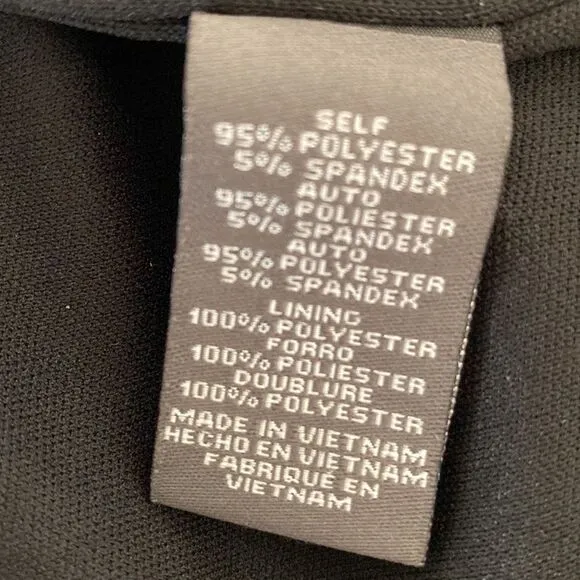 SELF
95% POLYESTER
5% SPANDEX
AUTO
95% POLIESTER
5% SPANDEX
AUTO
95% POLYESTER
5% SPANDEX
LINING
100% POLYESTER
FORRO
100% POLIESTER
DOUBLURE
100% POLYESTER
MADE IN VIETNAM
HECHO EN VIETNAM
FABRIQUÉ EN
VIETNAM